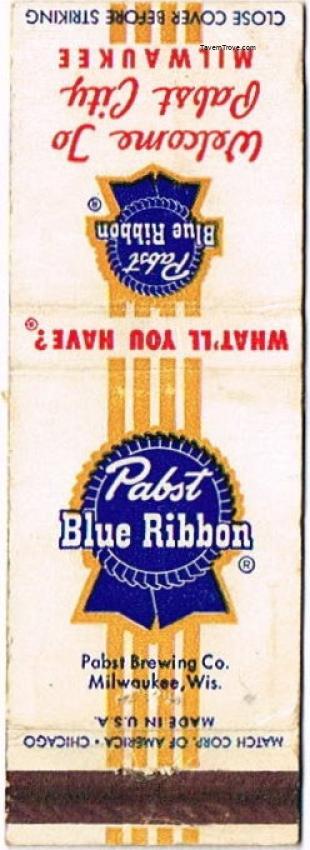 CLOSE COVER BEFORE STRIKING
TavernTrove.com
Welcome To
Pabst City
MILWAUKEE
Pabst
Blue Ribbon
®
WHAT'LL YOU HAVE?®
Pabst
Blue Ribbon
®
Pabst Brewing Co.
Milwaukee, Wis.
MADE IN U.S.A.
MATCH CORP. OF AMERICA • CHICAGO